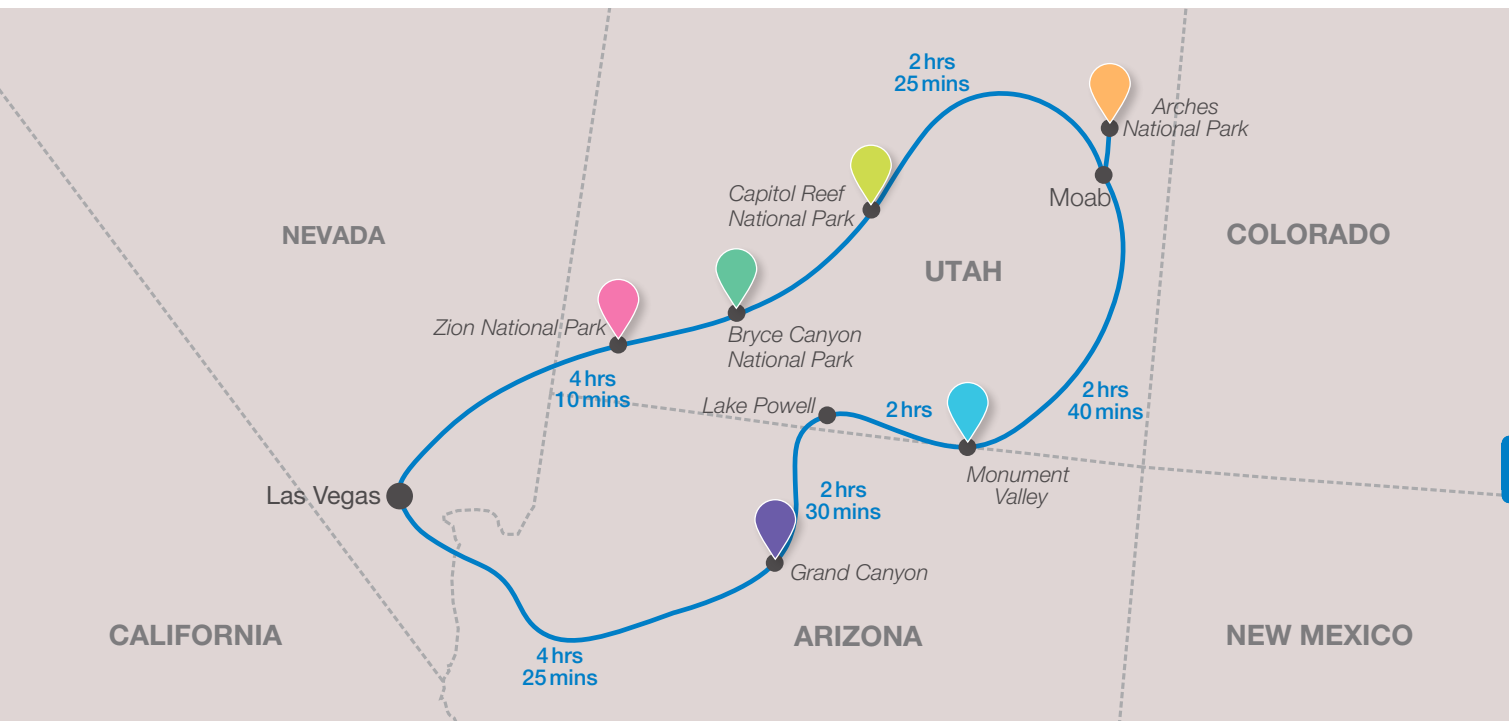 2 hrs
25 mins
Arches
National Park
Capitol Reef
National Park
Moab
NEVADA
COLORADO
UTAH
Zion National Park
Bryce Canyon
National Park
4 hrs
10 mins
Lake Powell
2 hrs
2 hrs
40 mins
Monument
Valley
Las Vegas
2 hrs
30 mins
Grand Canyon
CALIFORNIA
ARIZONA
NEW MEXICO
4 hrs
25 mins